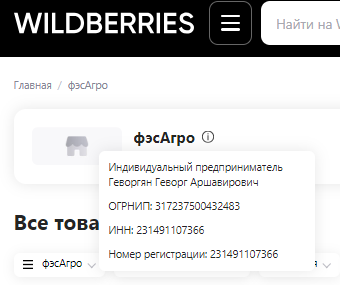 WILDBERRIES
Найти на W
Главная / фэсАгро
фэсАгро
Индивидуальный предприниматель
Геворгян Геворг Аршавирович
ОГРНИП: 317237500432483
ИНН: 231491107366
Номер регистрации: 231491107366
Все това
фэсАгро